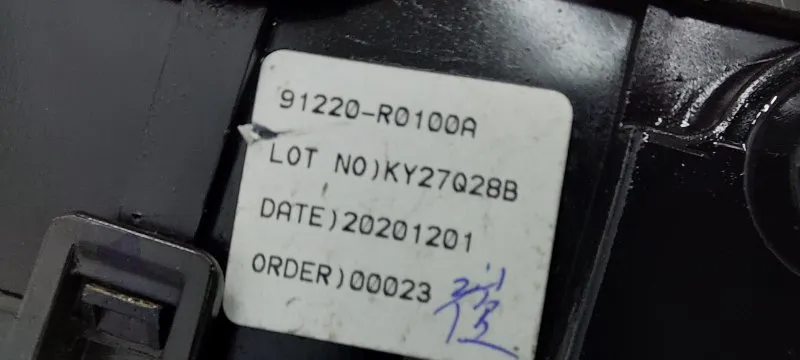 91220-R0100A
LOT NO)KY27Q28B
DATE)20201201
ORDER)00023